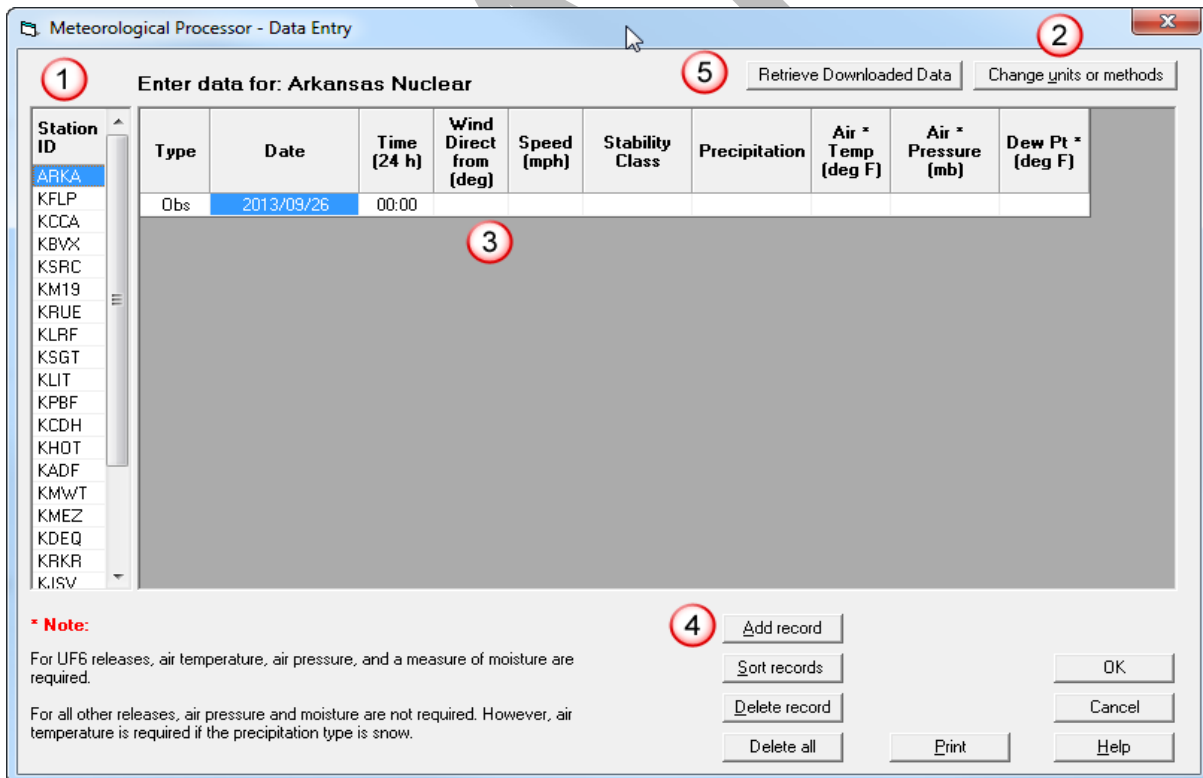 Meteorological Processor - Data Entry
1
2
5
Enter data for: Arkansas Nuclear
Retrieve Downloaded Data
Change units or methods
Station ID
Type
Date
Time (24 h)
Wind Direct from (deg)
Speed (mph)
Stability Class
Precipitation
Air * Temp (deg F)
Air * Pressure (mb)
Dew Pt * (deg F)
ARKA
KFLP
KCCA
KBVX
KSRC
KM19
KRUE
KLRF
KSGT
KLIT
KPBF
KCDH
KHOT
KADF
KMWT
KMEZ
KDEQ
KRKR
KJSV
Obs
2013/09/26
00:00
3
* Note:
For UF6 releases, air temperature, air pressure, and a measure of moisture are
required.
For all other releases, air pressure and moisture are not required. However, air
temperature is required if the precipitation type is snow.
4
Add record
Sort records
Delete record
Delete all
Print
OK
Cancel
Help